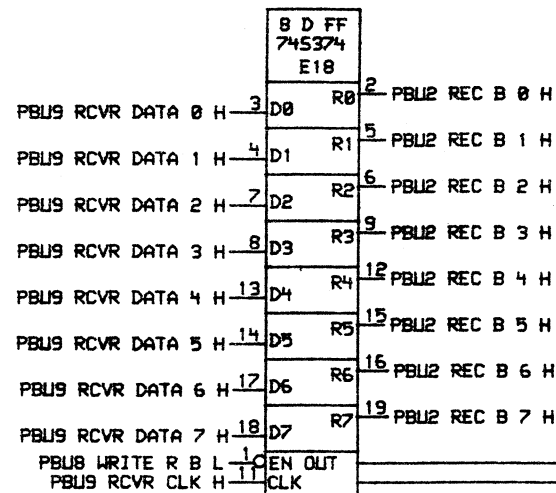 8 D FF
74S374
E18
PBU9 RCVR DATA 0 H 3 D0 R0 2 PBU2 REC B 0 H
PBU9 RCVR DATA 1 H 4 D1 R1 5 PBU2 REC B 1 H
PBU9 RCVR DATA 2 H 7 D2 R2 6 PBU2 REC B 2 H
PBU9 RCVR DATA 3 H 8 D3 R3 9 PBU2 REC B 3 H
PBU9 RCVR DATA 4 H 13 D4 R4 12 PBU2 REC B 4 H
PBU9 RCVR DATA 5 H 14 D5 R5 15 PBU2 REC B 5 H
PBU9 RCVR DATA 6 H 17 D6 R6 16 PBU2 REC B 6 H
PBU9 RCVR DATA 7 H 18 D7 R7 19 PBU2 REC B 7 H
PBU8 WRITE R B L 1 EN OUT
PBU9 RCVR CLK H 11 CLK